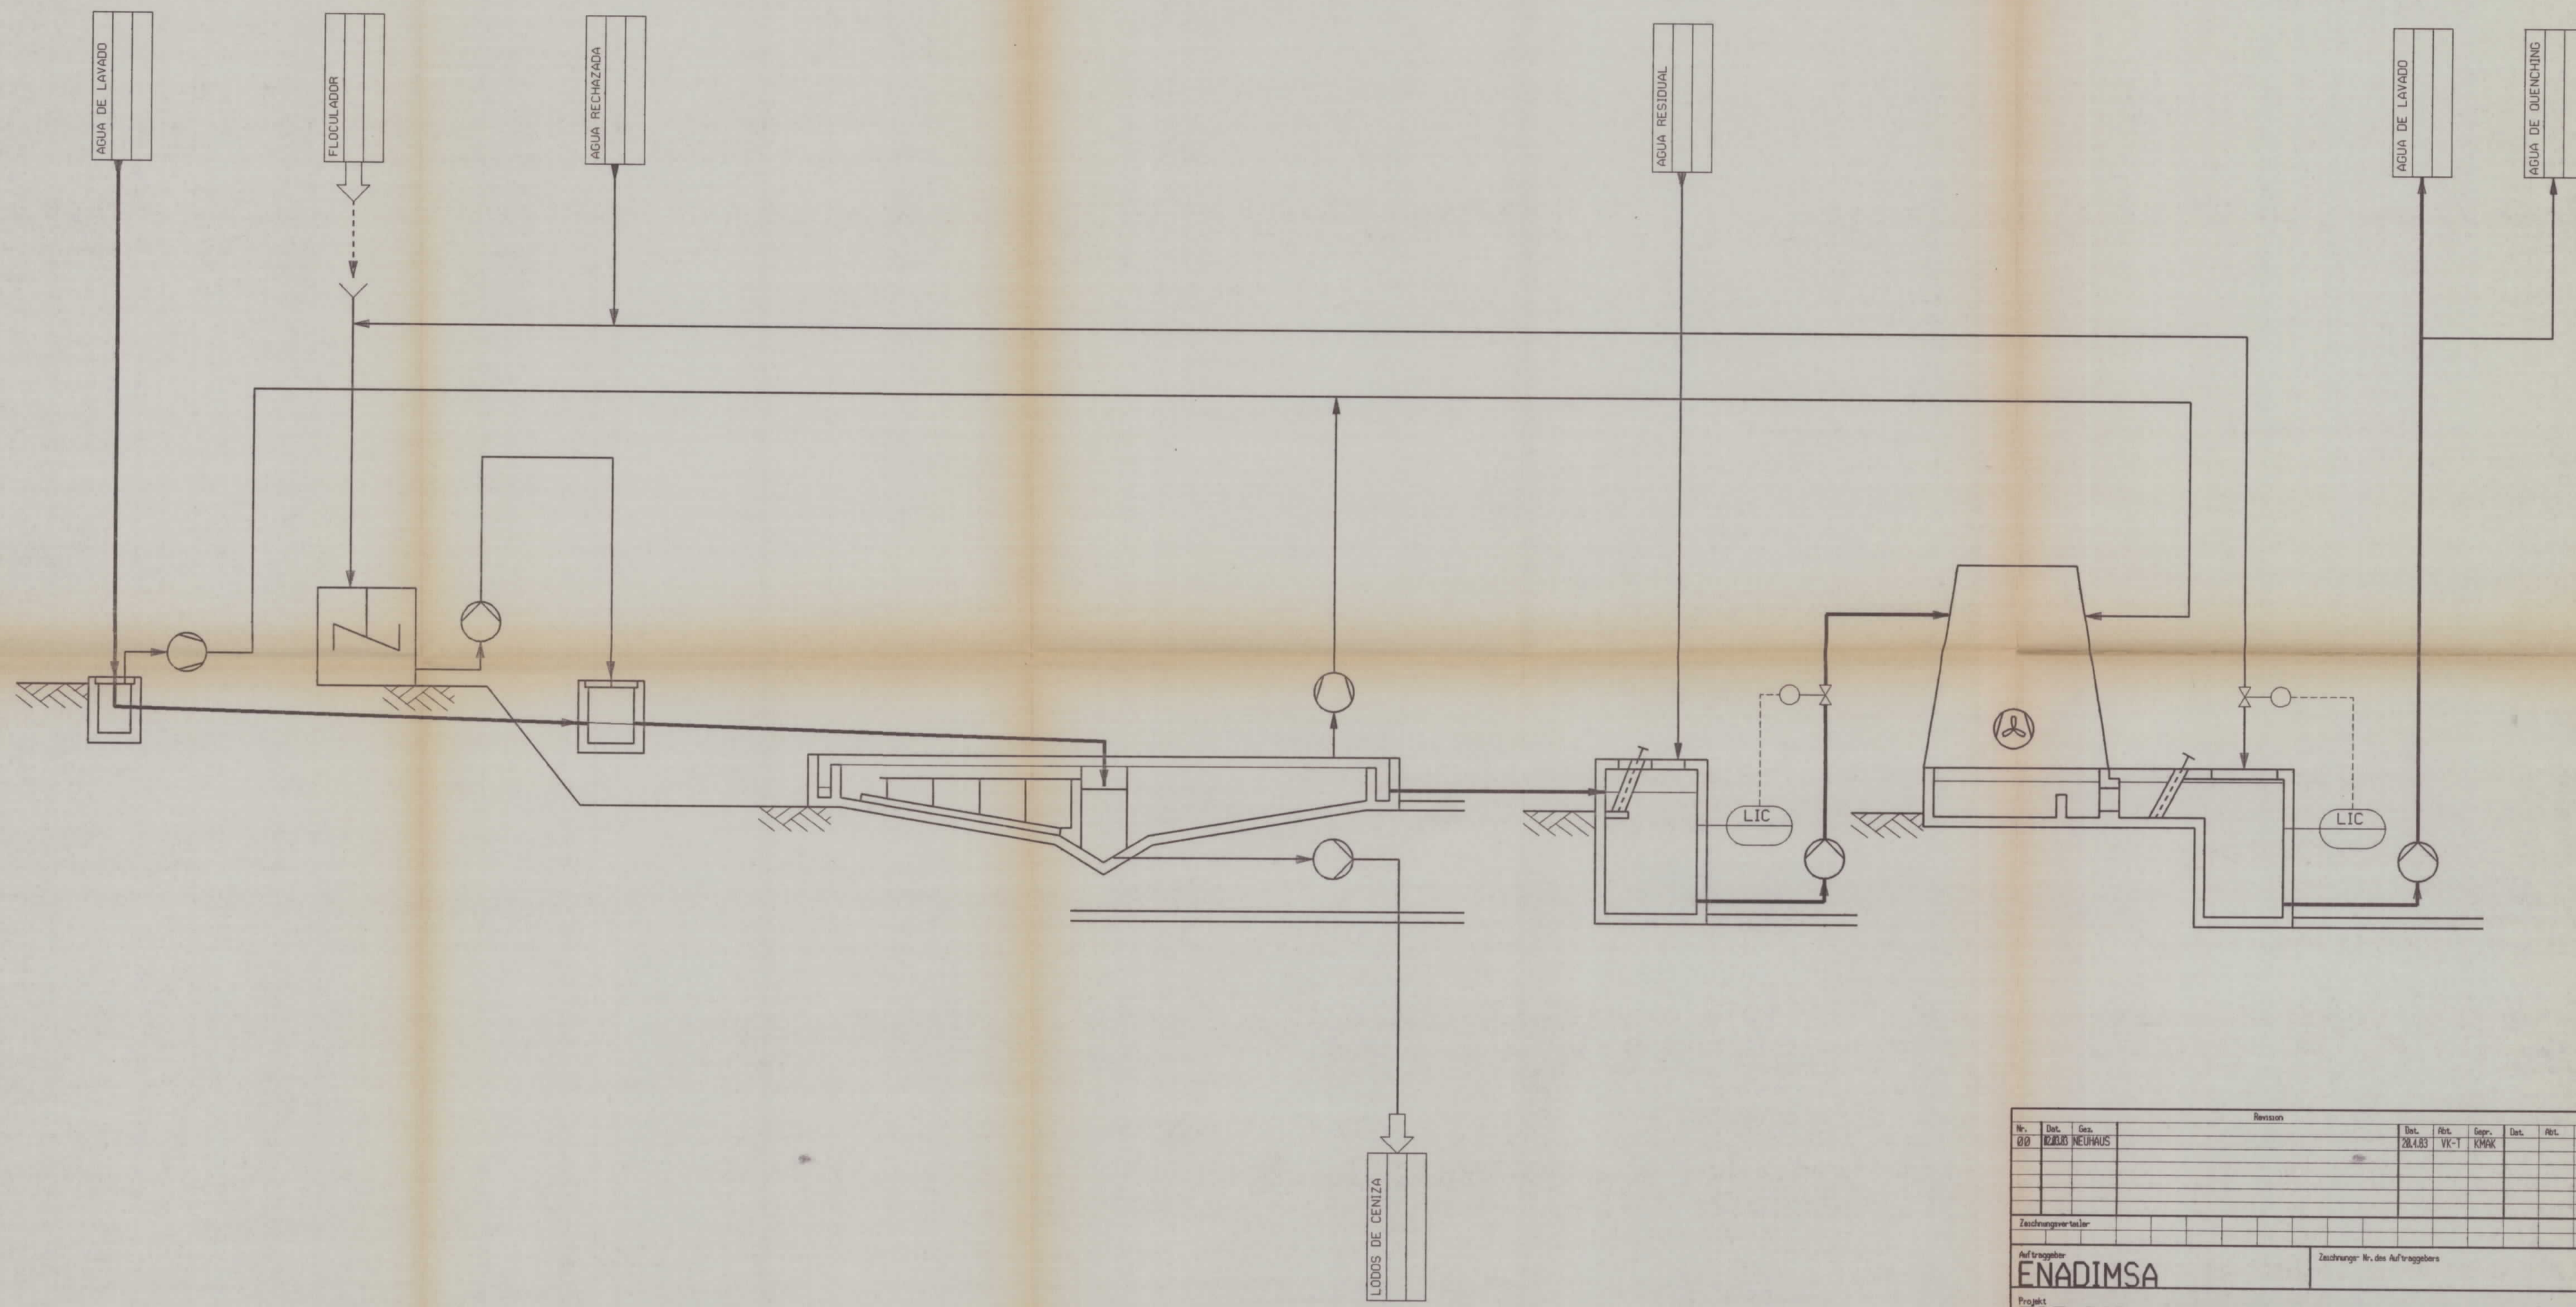 AGUA DE LAVADO
FLOCULADOR
AGUA RECHAZADA
AGUA RESIDUAL
AGUA DE LAVADO
AGUA DE QUENCHING
LIC
LIC
LODOS DE CENIZA
Revision
Nr. Dat. Gez. Dat. Abt. Gepr. Dat. Abt.
00 NEUHAUS 20.4.83 VK-T KMAK
Zeichnungsverteiler
Auftraggeber
Zeichnungs- Nr. des Auftraggebers
ENADIMSA
Projekt